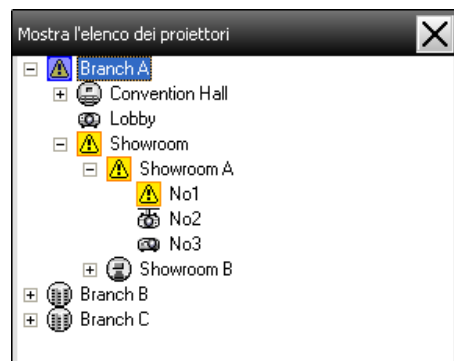 Mostra l'elenco dei proiettori
Branch A
Convention Hall
Lobby
Showroom
Showroom A
No1
No2
No3
Showroom B
Branch B
Branch C